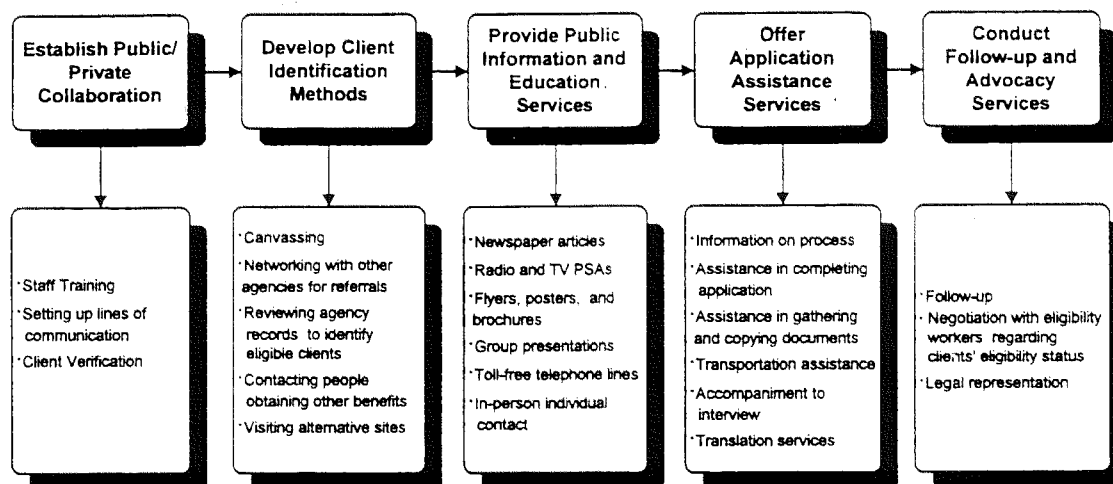 Establish Public/
Private
Collaboration
Develop Client
Identification
Methods
Provide Public
Information and
Education
Services
Offer
Application
Assistance
Services
Conduct
Follow-up and
Advocacy
Services
· Staff Training
· Setting up lines of
communication
· Client Verification
· Canvassing
· Networking with other
agencies for referrals
· Reviewing agency
records to identify
eligible clients
· Contacting people
obtaining other benefits
· Visiting alternative sites
· Newspaper articles
· Radio and TV PSAs
· Flyers, posters, and
brochures
· Group presentations
· Toll-free telephone lines
· In-person individual
contact
· Information on process
· Assistance in completing
application
· Assistance in gathering
and copying documents
· Transportation assistance
· Accompaniment to
interview
· Translation services
· Follow-up
· Negotiation with eligibility
workers regarding
clients' eligibility status
· Legal representation